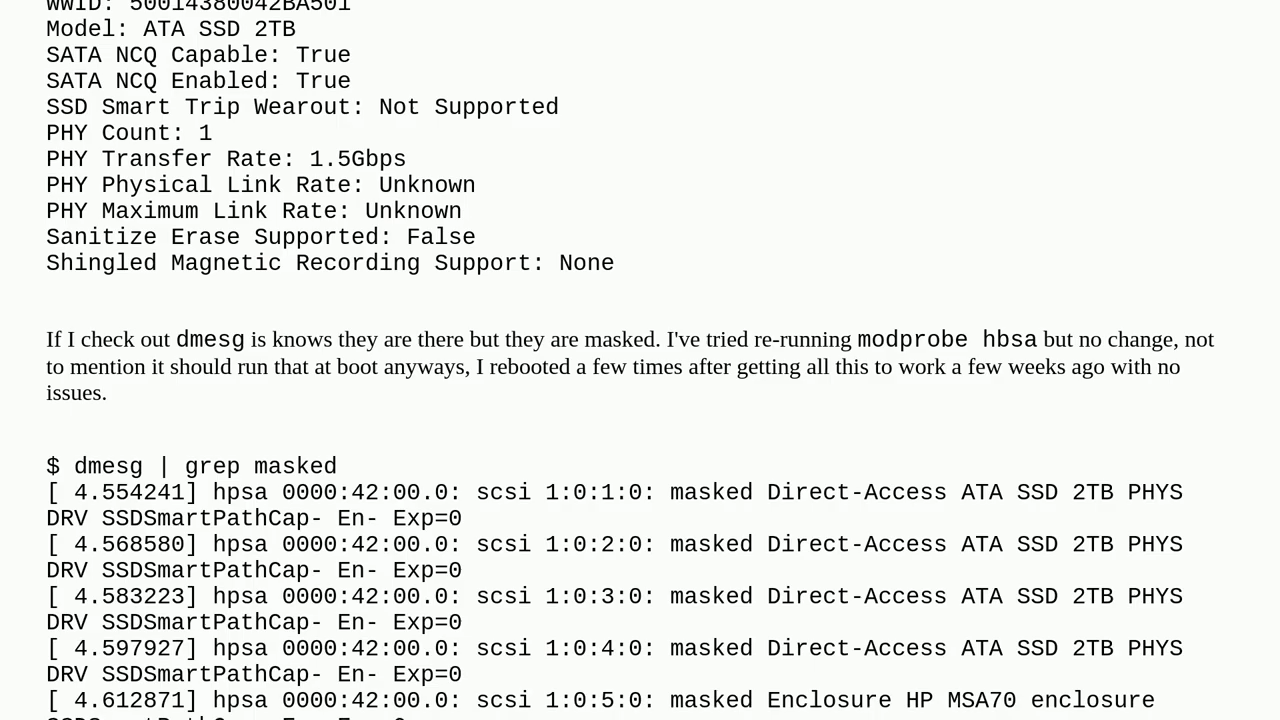 WWID: 50014380042BA501
Model: ATA SSD 2TB
SATA NCQ Capable: True
SATA NCQ Enabled: True
SSD Smart Trip Wearout: Not Supported
PHY Count: 1
PHY Transfer Rate: 1.5Gbps
PHY Physical Link Rate: Unknown
PHY Maximum Link Rate: Unknown
Sanitize Erase Supported: False
Shingled Magnetic Recording Support: None
If I check out dmesg is knows they are there but they are masked. I've tried re-running modprobe hbsa but no change, not
to mention it should run that at boot anyways, I rebooted a few times after getting all this to work a few weeks ago with no
issues.
$ dmesg | grep masked
[ 4.554241] hpsa 0000:42:00.0: scsi 1:0:1:0: masked Direct-Access ATA SSD 2TB PHYS
DRV SSDSmartPathCap- En- Exp=0
[ 4.568580] hpsa 0000:42:00.0: scsi 1:0:2:0: masked Direct-Access ATA SSD 2TB PHYS
DRV SSDSmartPathCap- En- Exp=0
[ 4.583223] hpsa 0000:42:00.0: scsi 1:0:3:0: masked Direct-Access ATA SSD 2TB PHYS
DRV SSDSmartPathCap- En- Exp=0
[ 4.597927] hpsa 0000:42:00.0: scsi 1:0:4:0: masked Direct-Access ATA SSD 2TB PHYS
DRV SSDSmartPathCap- En- Exp=0
[ 4.612871] hpsa 0000:42:00.0: scsi 1:0:5:0: masked Enclosure HP MSA70 enclosure